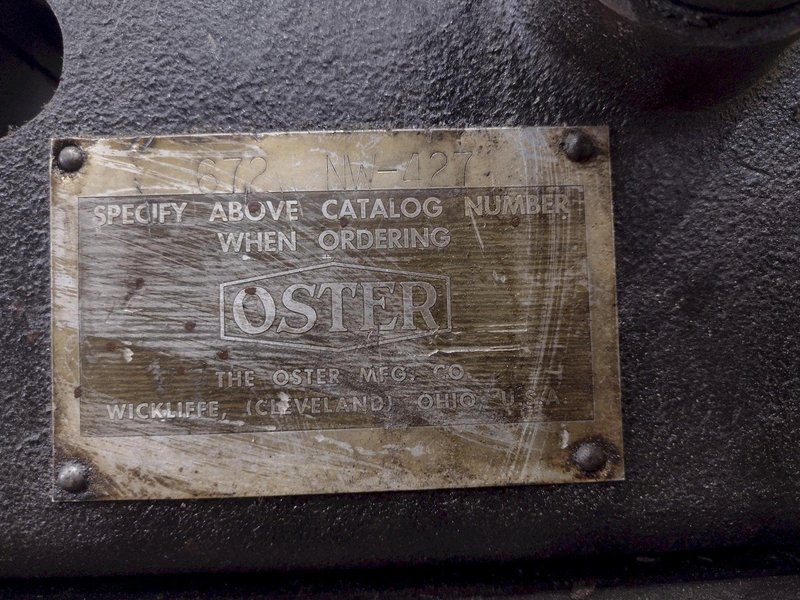 672 NW-427
SPECIFY ABOVE CATALOG NUMBER
WHEN ORDERING
OSTER
THE OSTER MFG. CO.
WICKLIFFE, (CLEVELAND) OHIO, U.S.A.